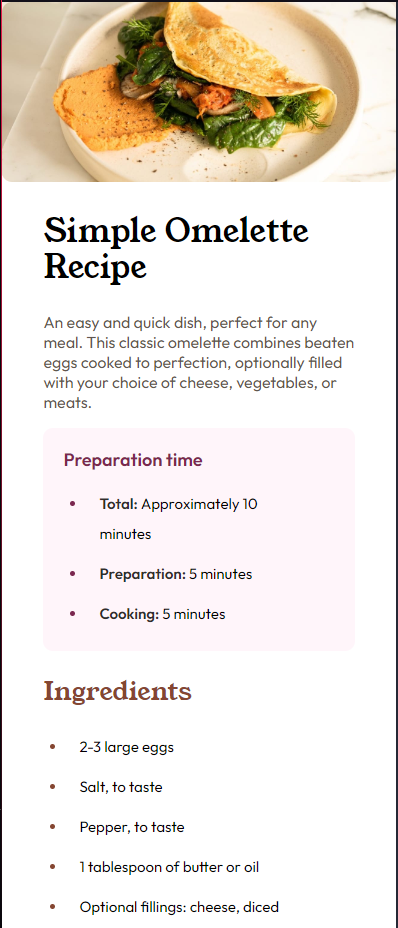 Simple Omelette
Recipe
An easy and quick dish, perfect for any
meal. This classic omelette combines beaten
eggs cooked to perfection, optionally filled
with your choice of cheese, vegetables, or
meats.
Preparation time
• Total: Approximately 10
minutes
• Preparation: 5 minutes
• Cooking: 5 minutes
Ingredients
• 2-3 large eggs
• Salt, to taste
• Pepper, to taste
• 1 tablespoon of butter or oil
• Optional fillings: cheese, diced